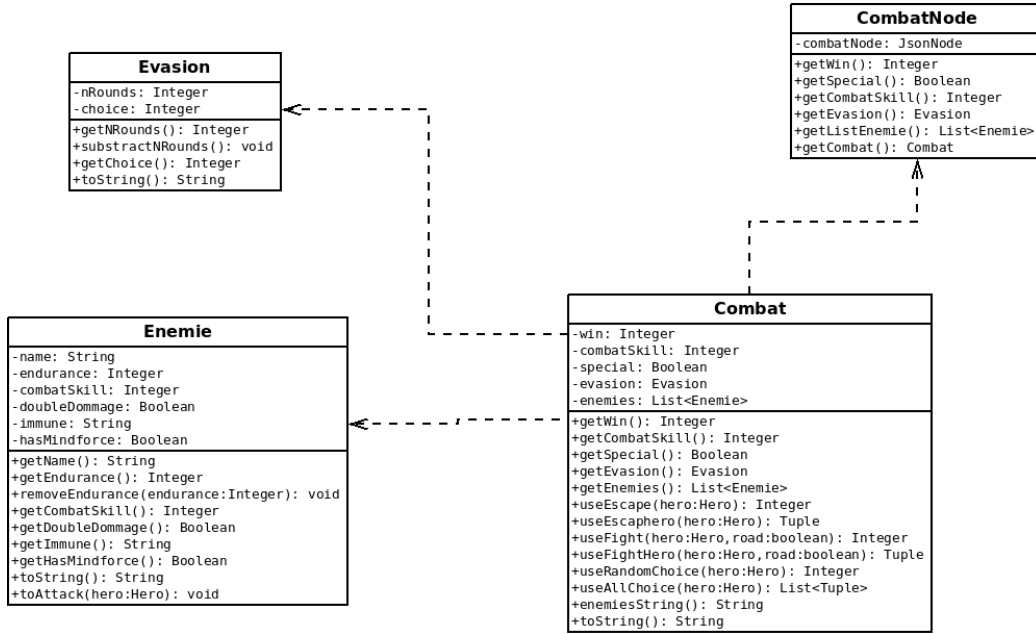 CombatNode
-combatNode: JsonNode
+getWin(): Integer
+getSpecial(): Boolean
+getCombatSkill(): Integer
+getEvasion(): Evasion
+getListEnemie(): List<Enemie>
+getCombat(): Combat
Evasion
-nRounds: Integer
-choice: Integer
+getNRounds(): Integer
+substractNRounds(): void
+getChoice(): Integer
+toString(): String
Enemie
-name: String
-endurance: Integer
-combatSkill: Integer
-doubleDommage: Boolean
-immune: String
-hasMindforce: Boolean
+getName(): String
+getEndurance(): Integer
+removeEndurance(endurance:Integer): void
+getCombatSkill(): Integer
+getDoubleDommage(): Boolean
+getImmune(): String
+getHasMindforce(): Boolean
+toString(): String
+toAttack(hero:Hero): void
Combat
-win: Integer
-combatSkill: Integer
-special: Boolean
-evasion: Evasion
-enemies: List<Enemie>
+getWin(): Integer
+getCombatSkill(): Integer
+getSpecial(): Boolean
+getEvasion(): Evasion
+getEnemies(): List<Enemie>
+useEscape(hero:Hero): Integer
+useEscaphero(hero:Hero): Tuple
+useFight(hero:Hero,road:boolean): Integer
+useFightHero(hero:Hero,road:boolean): Tuple
+useRandomChoice(hero:Hero): Integer
+useAllChoice(hero:Hero): List<Tuple>
+enemiesString(): String
+toString(): String